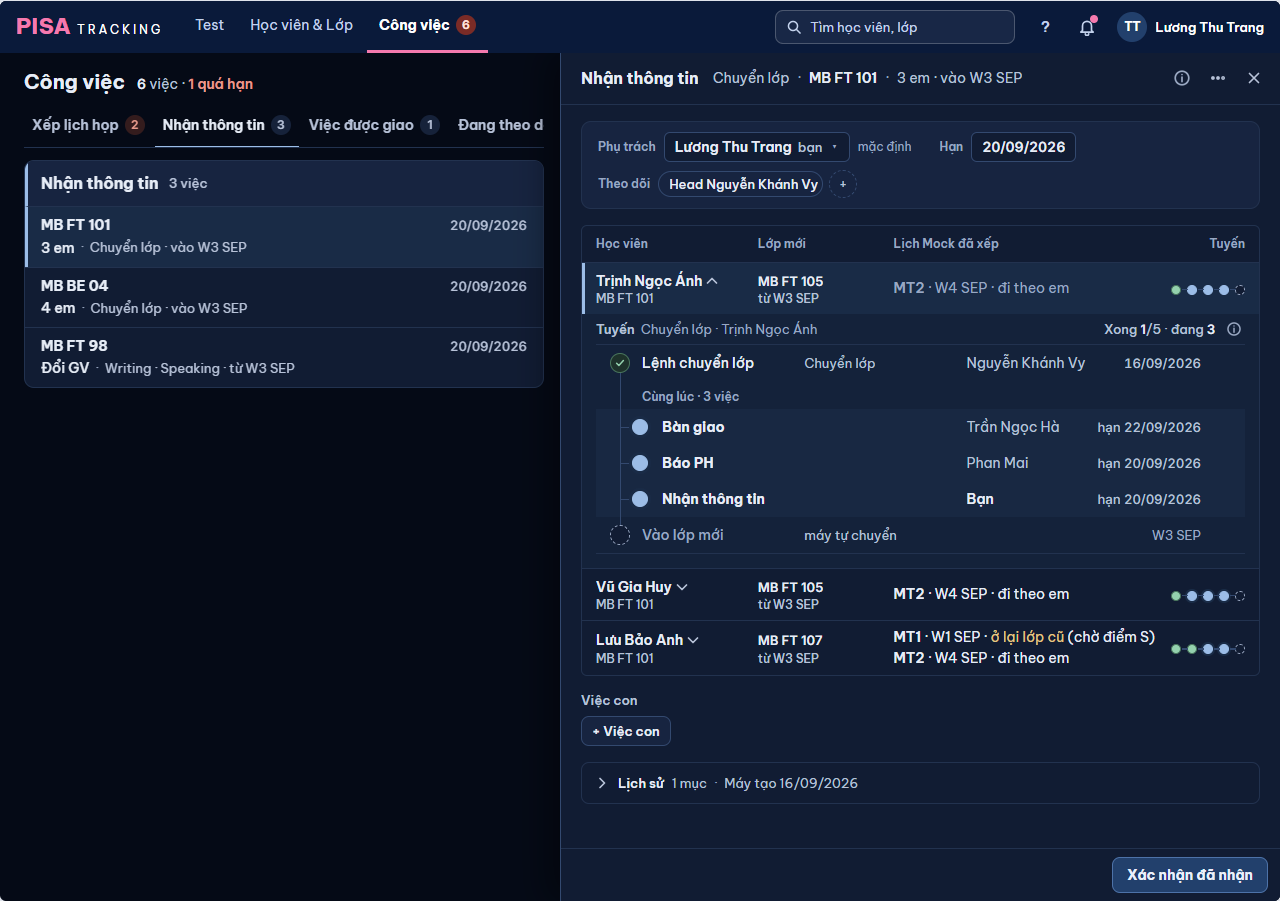 PISA TRACKING Test Học viên & Lớp Công việc 6 Tìm học viên, lớp ? TT Lương Thu Trang
Công việc 6 việc · 1 quá hạn
Xếp lịch họp 2 Nhận thông tin 3 Việc được giao 1 Đang theo d
Nhận thông tin 3 việc
MB FT 101 20/09/2026
3 em · Chuyển lớp · vào W3 SEP
MB BE 04 20/09/2026
4 em · Chuyển lớp · vào W3 SEP
MB FT 98 20/09/2026
Đổi GV · Writing · Speaking · từ W3 SEP
Nhận thông tin Chuyển lớp · MB FT 101 · 3 em · vào W3 SEP
Phụ trách Lương Thu Trang bạn mặc định Hạn 20/09/2026
Theo dõi Head Nguyễn Khánh Vy +
Học viên Lớp mới Lịch Mock đã xếp Tuyến
Trịnh Ngọc Ánh MB FT 105 MT2 · W4 SEP · đi theo em
MB FT 101 từ W3 SEP
Tuyến Chuyển lớp · Trịnh Ngọc Ánh Xong 1/5 · đang 3
Lệnh chuyển lớp Chuyển lớp Nguyễn Khánh Vy 16/09/2026
Cùng lúc · 3 việc
Bàn giao Trần Ngọc Hà hạn 22/09/2026
Báo PH Phan Mai hạn 20/09/2026
Nhận thông tin Bạn hạn 20/09/2026
Vào lớp mới máy tự chuyển W3 SEP
Vũ Gia Huy MB FT 105 MT2 · W4 SEP · đi theo em
MB FT 101 từ W3 SEP
Lưu Bảo Anh MB FT 107 MT1 · W1 SEP · ở lại lớp cũ (chờ điểm S)
MB FT 101 từ W3 SEP MT2 · W4 SEP · đi theo em
Việc con
+ Việc con
Lịch sử 1 mục · Máy tạo 16/09/2026
Xác nhận đã nhận